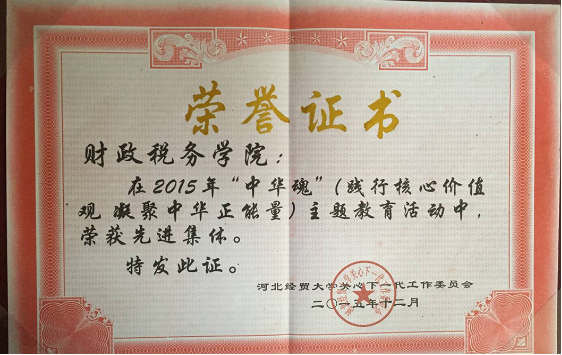 荣誉证书
财政税务学院：
在2015年“中华魂”（践行核心价值
观 凝聚中华正能量）主题教育活动中，
荣获先进集体。
特发此证。
河北经贸大学关心下一代工作委员会
二〇一五年十二月